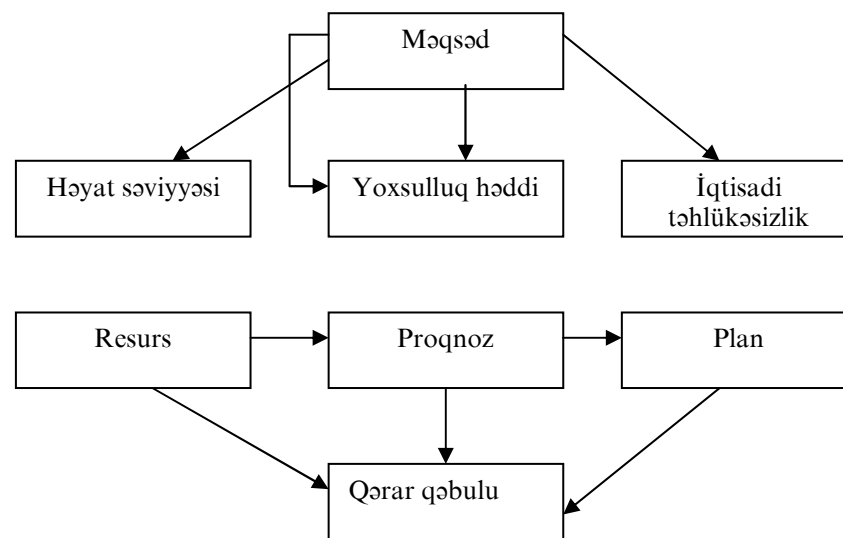 Məqsəd
Həyat səviyyəsi
Yoxsulluq həddi
İqtisadi
təhlükəsizlik
Resurs
Proqnoz
Plan
Qərar qəbulu